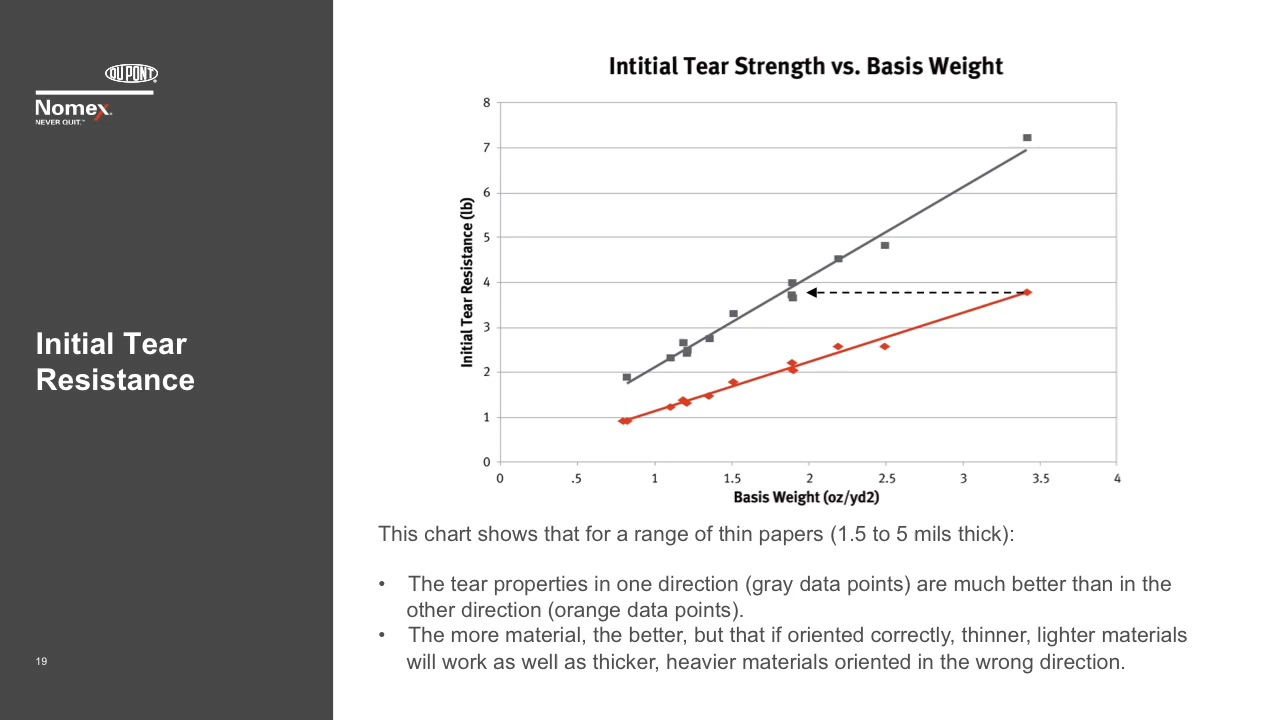 DUPONT
Nomex®
NEVER QUIT.™
Initial Tear
Resistance
19
Intitial Tear Strength vs. Basis Weight
Initial Tear Resistance (lb)
8
7
6
5
4
3
2
1
0
0 .5 1 1.5 2 2.5 3 3.5 4
Basis Weight (oz/yd2)
This chart shows that for a range of thin papers (1.5 to 5 mils thick):
• The tear properties in one direction (gray data points) are much better than in the
other direction (orange data points).
• The more material, the better, but that if oriented correctly, thinner, lighter materials
will work as well as thicker, heavier materials oriented in the wrong direction.